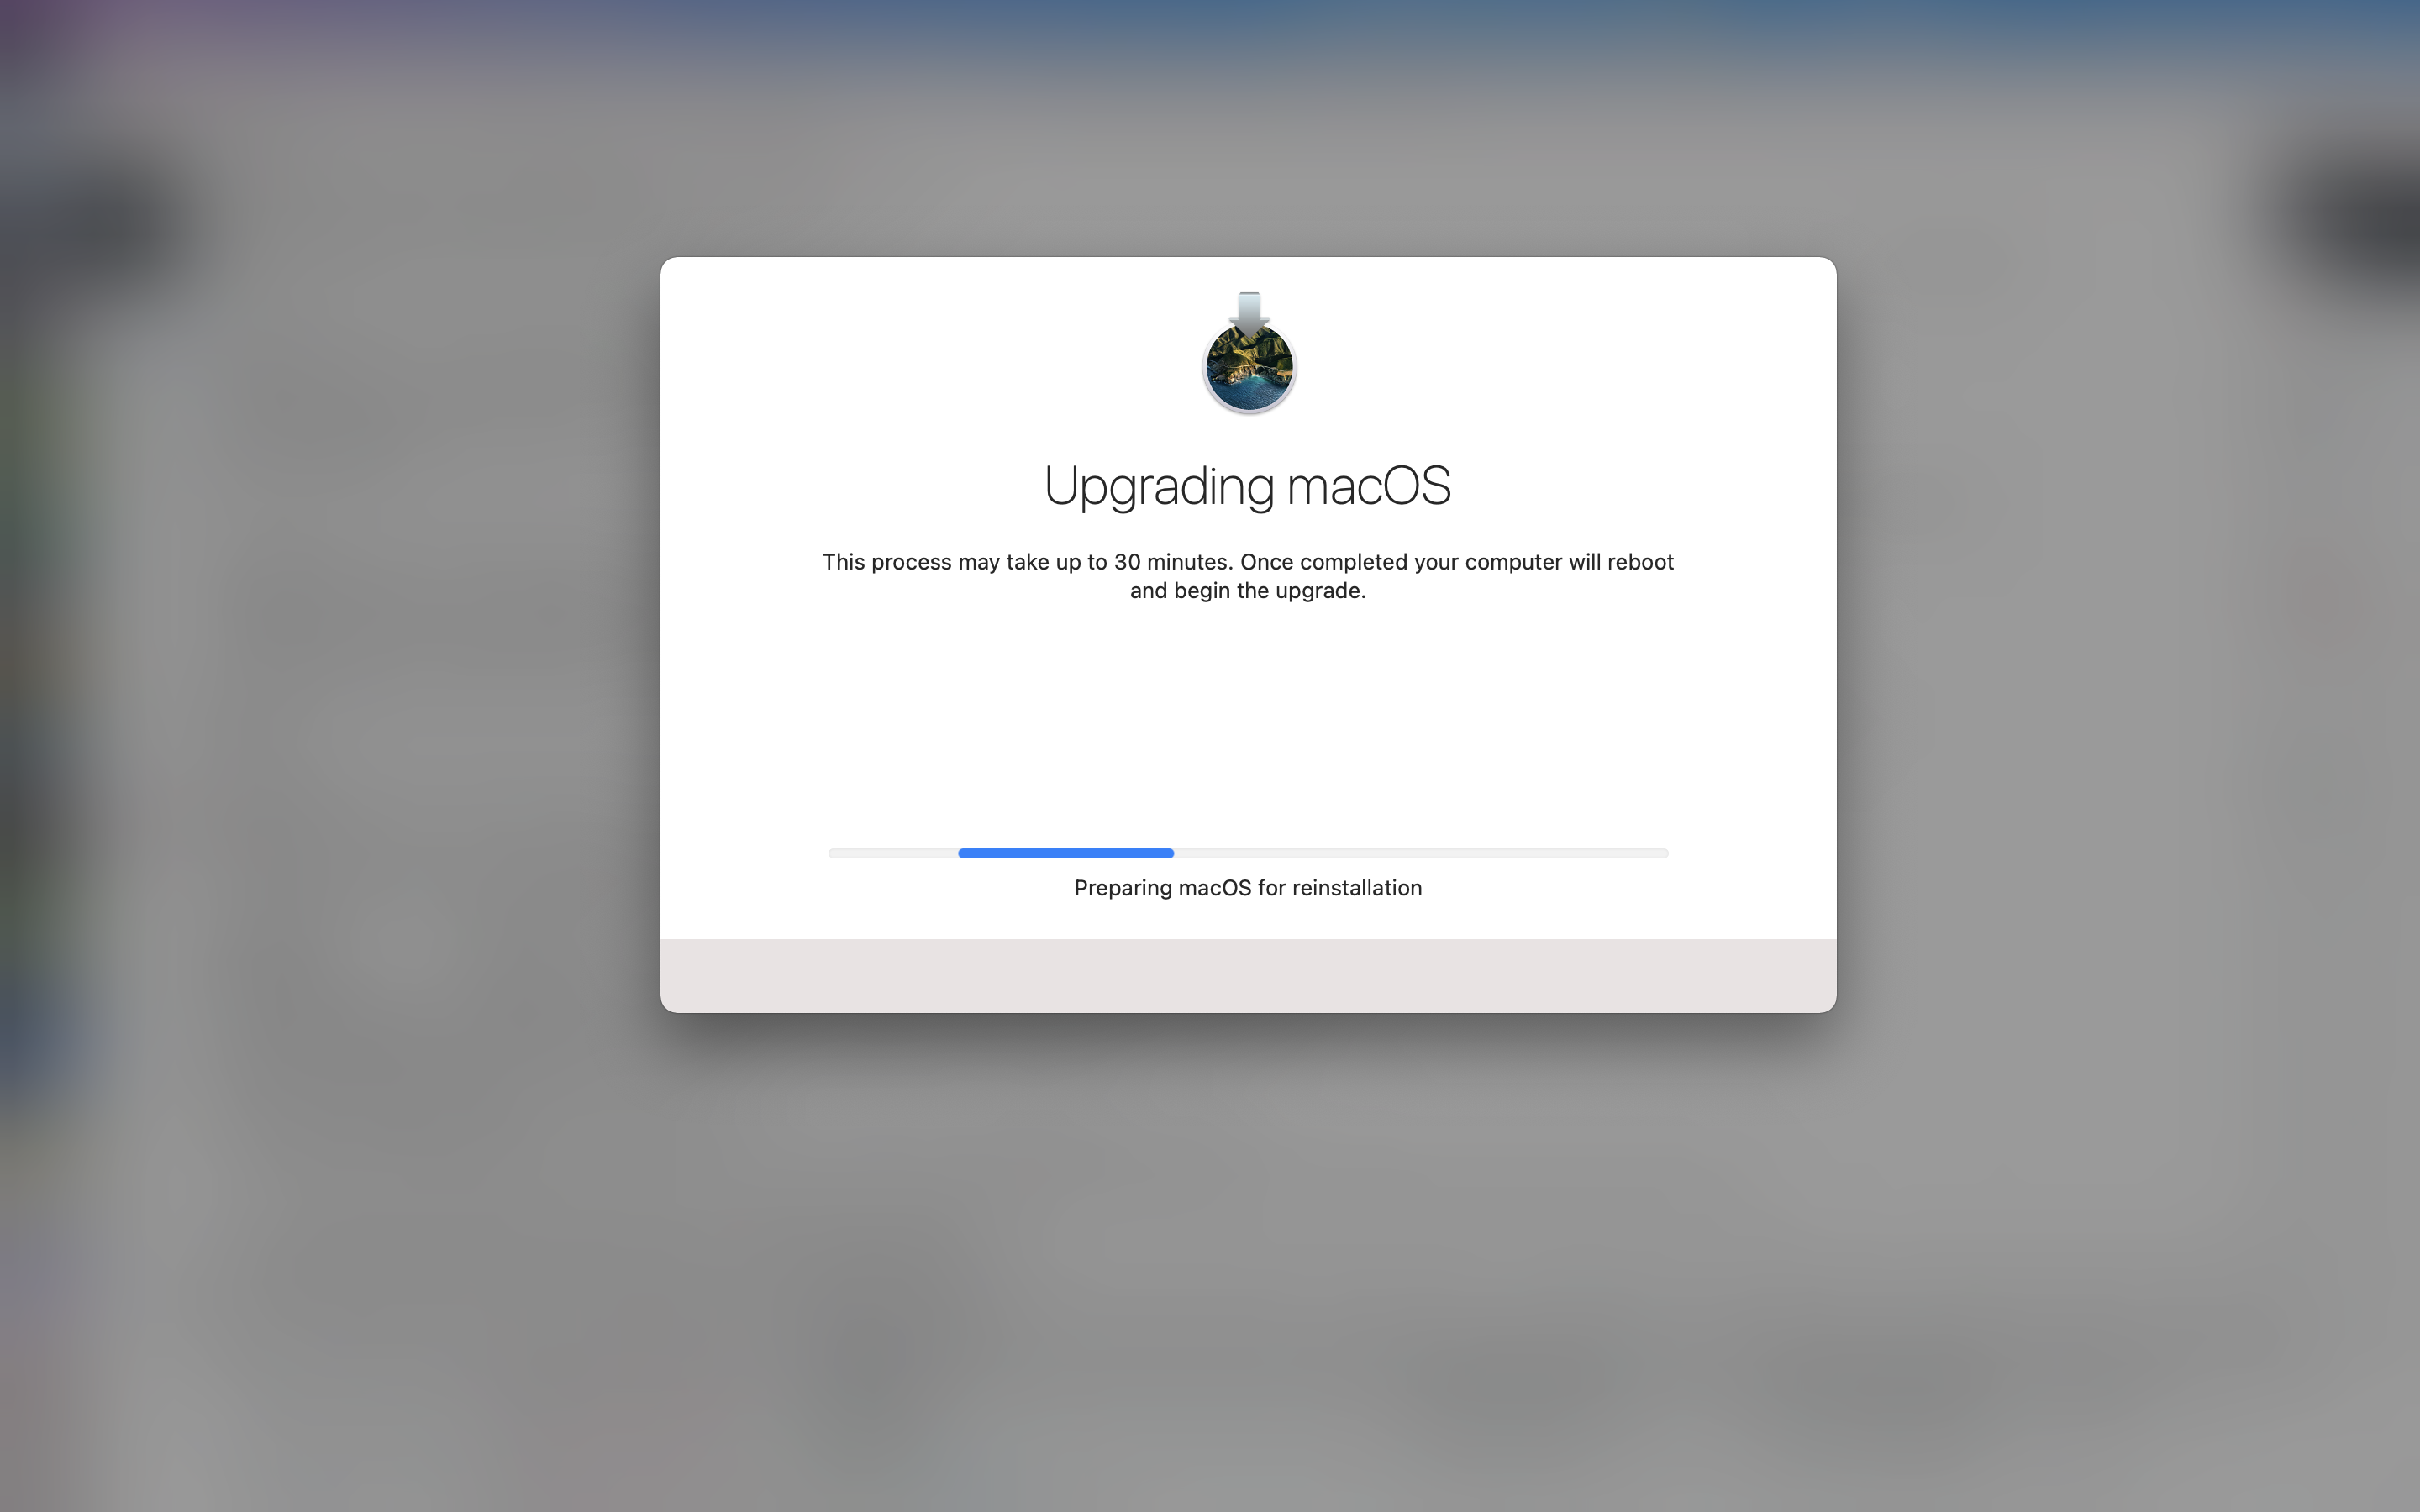 Upgrading macOS
This process may take up to 30 minutes. Once completed your computer will reboot
and begin the upgrade.
Preparing macOS for reinstallation